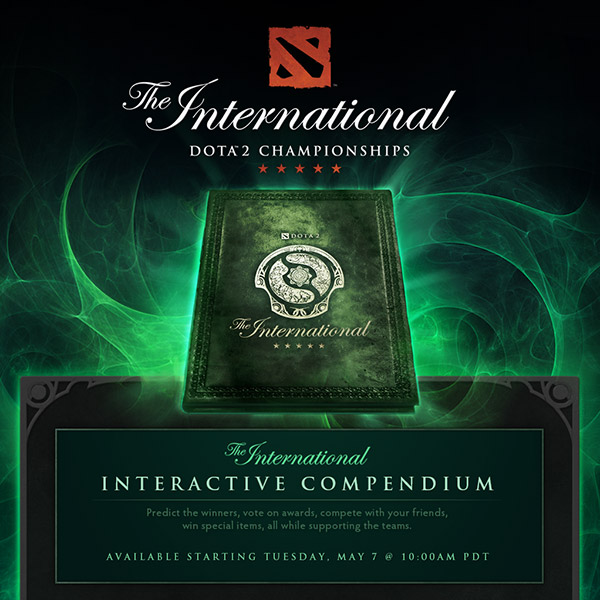 The International
DOTA 2 CHAMPIONSHIPS
DOTA 2
The International
The International
INTERACTIVE COMPENDIUM
Predict the winners, vote on awards, compete with your friends,
win special items, all while supporting the teams.
AVAILABLE STARTING TUESDAY, MAY 7 @ 10:00AM PDT